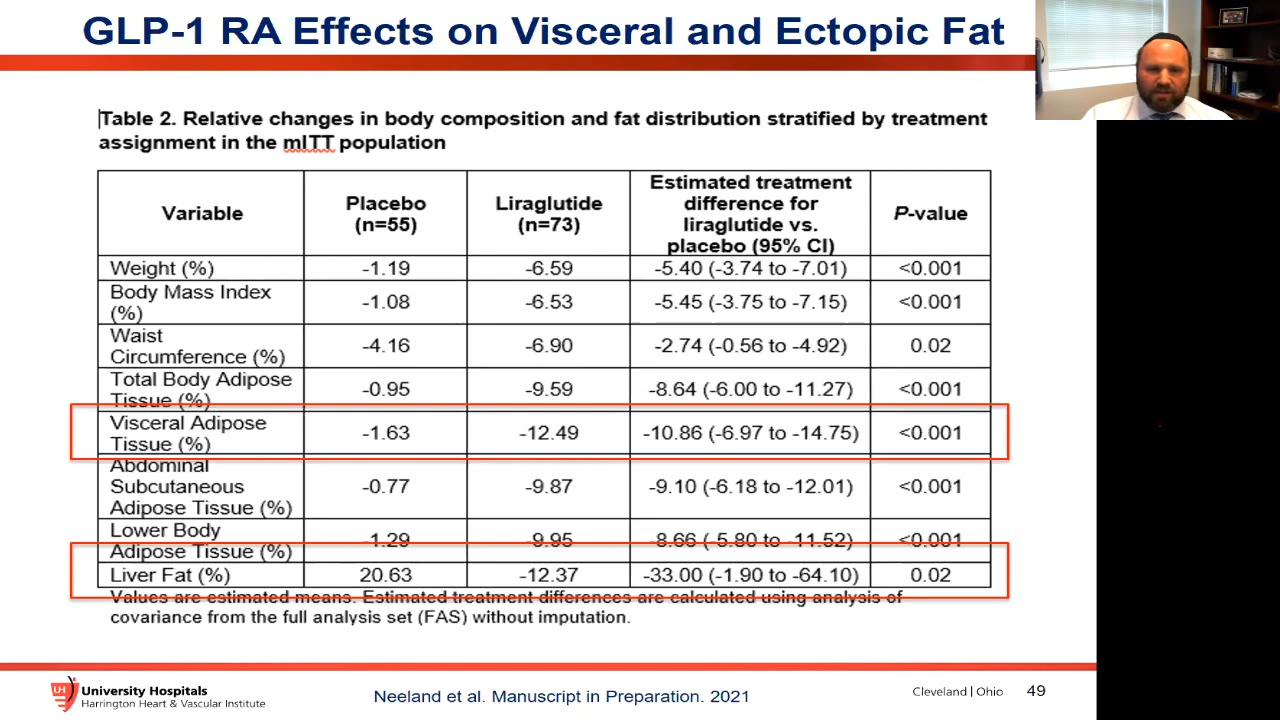 GLP-1 RA Effects on Visceral and Ectopic Fat
Table 2. Relative changes in body composition and fat distribution stratified by treatment
assignment in the mITT population
Variable
Placebo
(n=55)
Liraglutide
(n=73)
Estimated treatment
difference for
liraglutide vs.
placebo (95% CI)
P-value
Weight (%) -1.19 -6.59 -5.40 (-3.74 to -7.01) <0.001
Body Mass Index
(%) -1.08 -6.53 -5.45 (-3.75 to -7.15) <0.001
Waist
Circumference (%) -4.16 -6.90 -2.74 (-0.56 to -4.92) 0.02
Total Body Adipose
Tissue (%) -0.95 -9.59 -8.64 (-6.00 to -11.27) <0.001
Visceral Adipose
Tissue (%) -1.63 -12.49 -10.86 (-6.97 to -14.75) <0.001
Abdominal
Subcutaneous
Adipose Tissue (%) -0.77 -9.87 -9.10 (-6.18 to -12.01) <0.001
Lower Body
Adipose Tissue (%) -1.29 -9.95 -8.66 (-5.80 to -11.52) <0.001
Liver Fat (%) 20.63 -12.37 -33.00 (-1.90 to -64.10) 0.02
Values are estimated means. Estimated treatment differences are calculated using analysis of
covariance from the full analysis set (FAS) without imputation.
UH
University Hospitals
Harrington Heart & Vascular Institute
Neeland et al. Manuscript in Preparation. 2021
Cleveland | Ohio 49